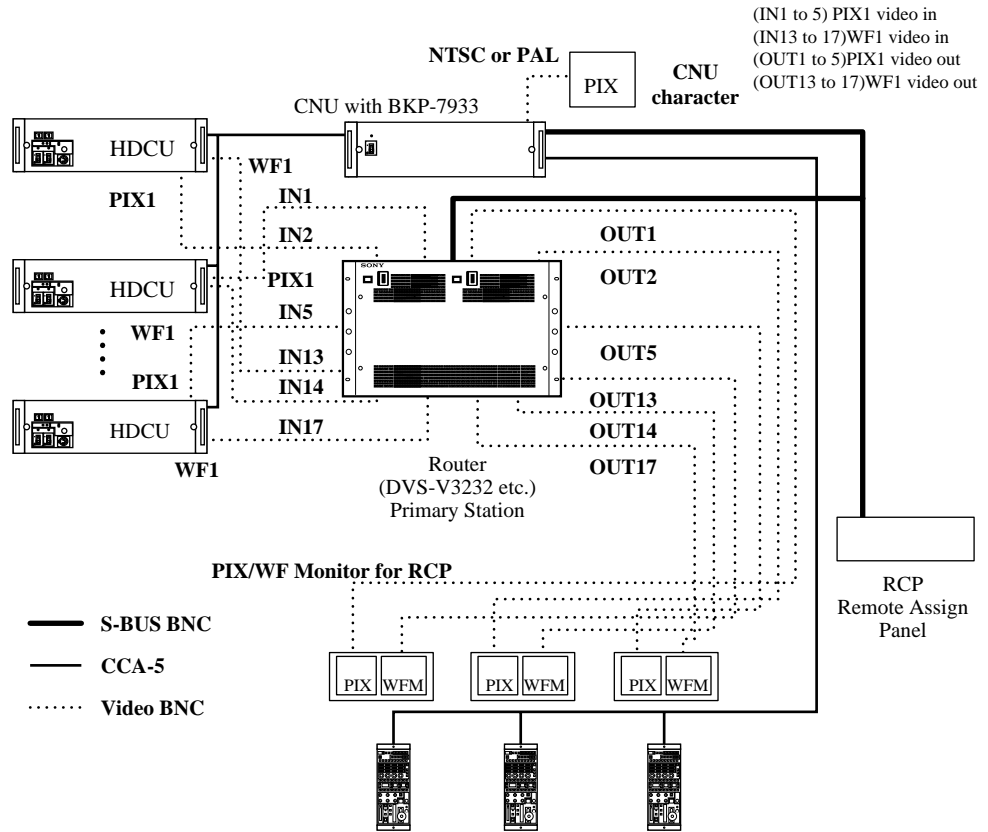 (IN1 to 5) PIX1 video in
(IN13 to 17)WF1 video in
(OUT1 to 5)PIX1 video out
(OUT13 to 17)WF1 video out
NTSC or PAL
PIX
CNU
character
CNU with BKP-7933
HDCU
WF1
PIX1
IN1
IN2
OUT1
SONY
OUT2
HDCU
PIX1
IN5
WF1
IN13
OUT5
PIX1
IN14
OUT13
HDCU
IN17
OUT14
WF1
OUT17
Router
(DVS-V3232 etc.)
Primary Station
PIX/WF Monitor for RCP
RCP
Remote Assign
Panel
S-BUS BNC
CCA-5
Video BNC
PIX WFM
PIX WFM
PIX WFM